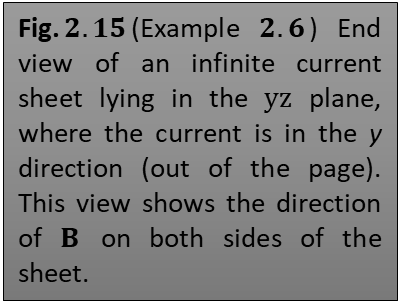 Fig. 2. 15 (Example 2. 6 ) End
view of an infinite current
sheet lying in the yz plane,
where the current is in the y
direction (out of the page).
This view shows the direction
of B on both sides of the
sheet.